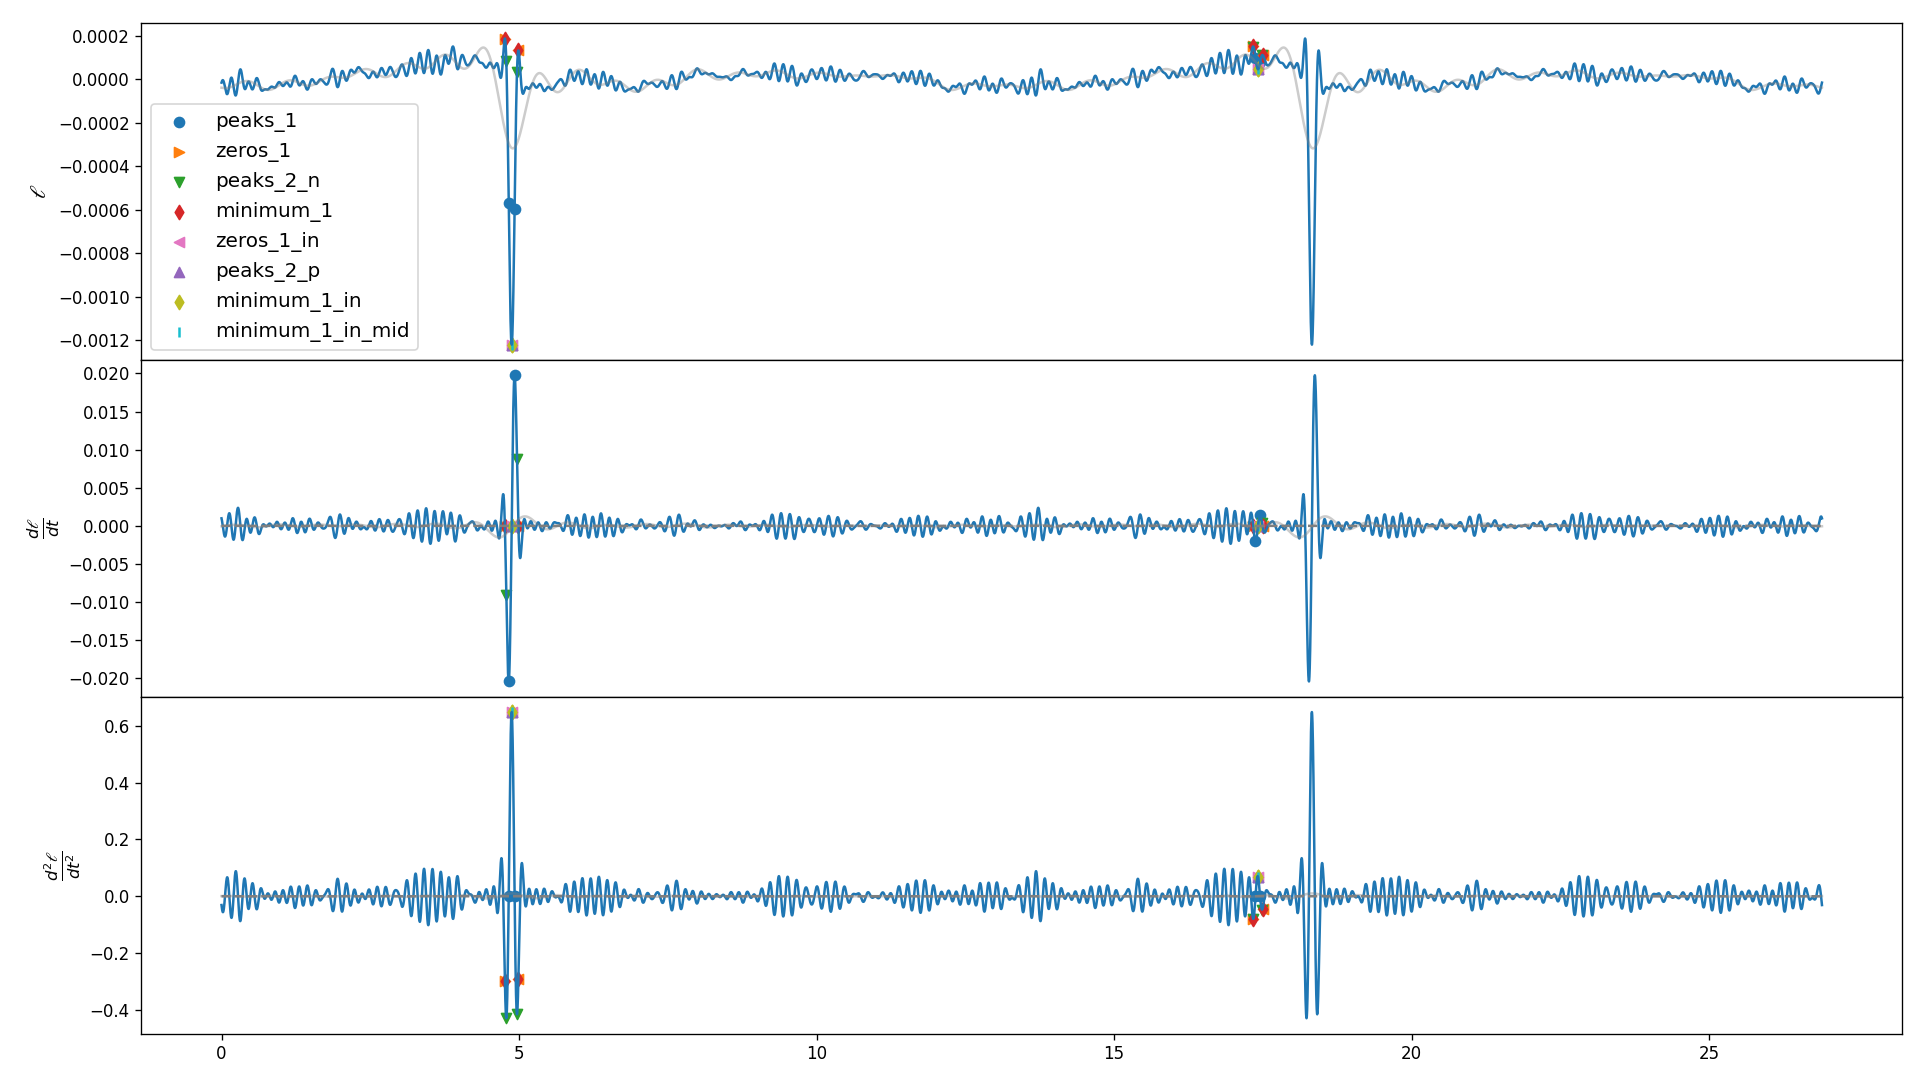 0.0002
0.0000
−0.0002
−0.0004
−0.0006
−0.0008
−0.0010
−0.0012
ℓ
peaks_1
zeros_1
peaks_2_n
minimum_1
zeros_1_in
peaks_2_p
minimum_1_in
minimum_1_in_mid
0.020
0.015
0.010
0.005
0.000
−0.005
−0.010
−0.015
−0.020
dℓ
dt
0.6
0.4
0.2
0.0
−0.2
−0.4
d²ℓ
dt²
0 5 10 15 20 25